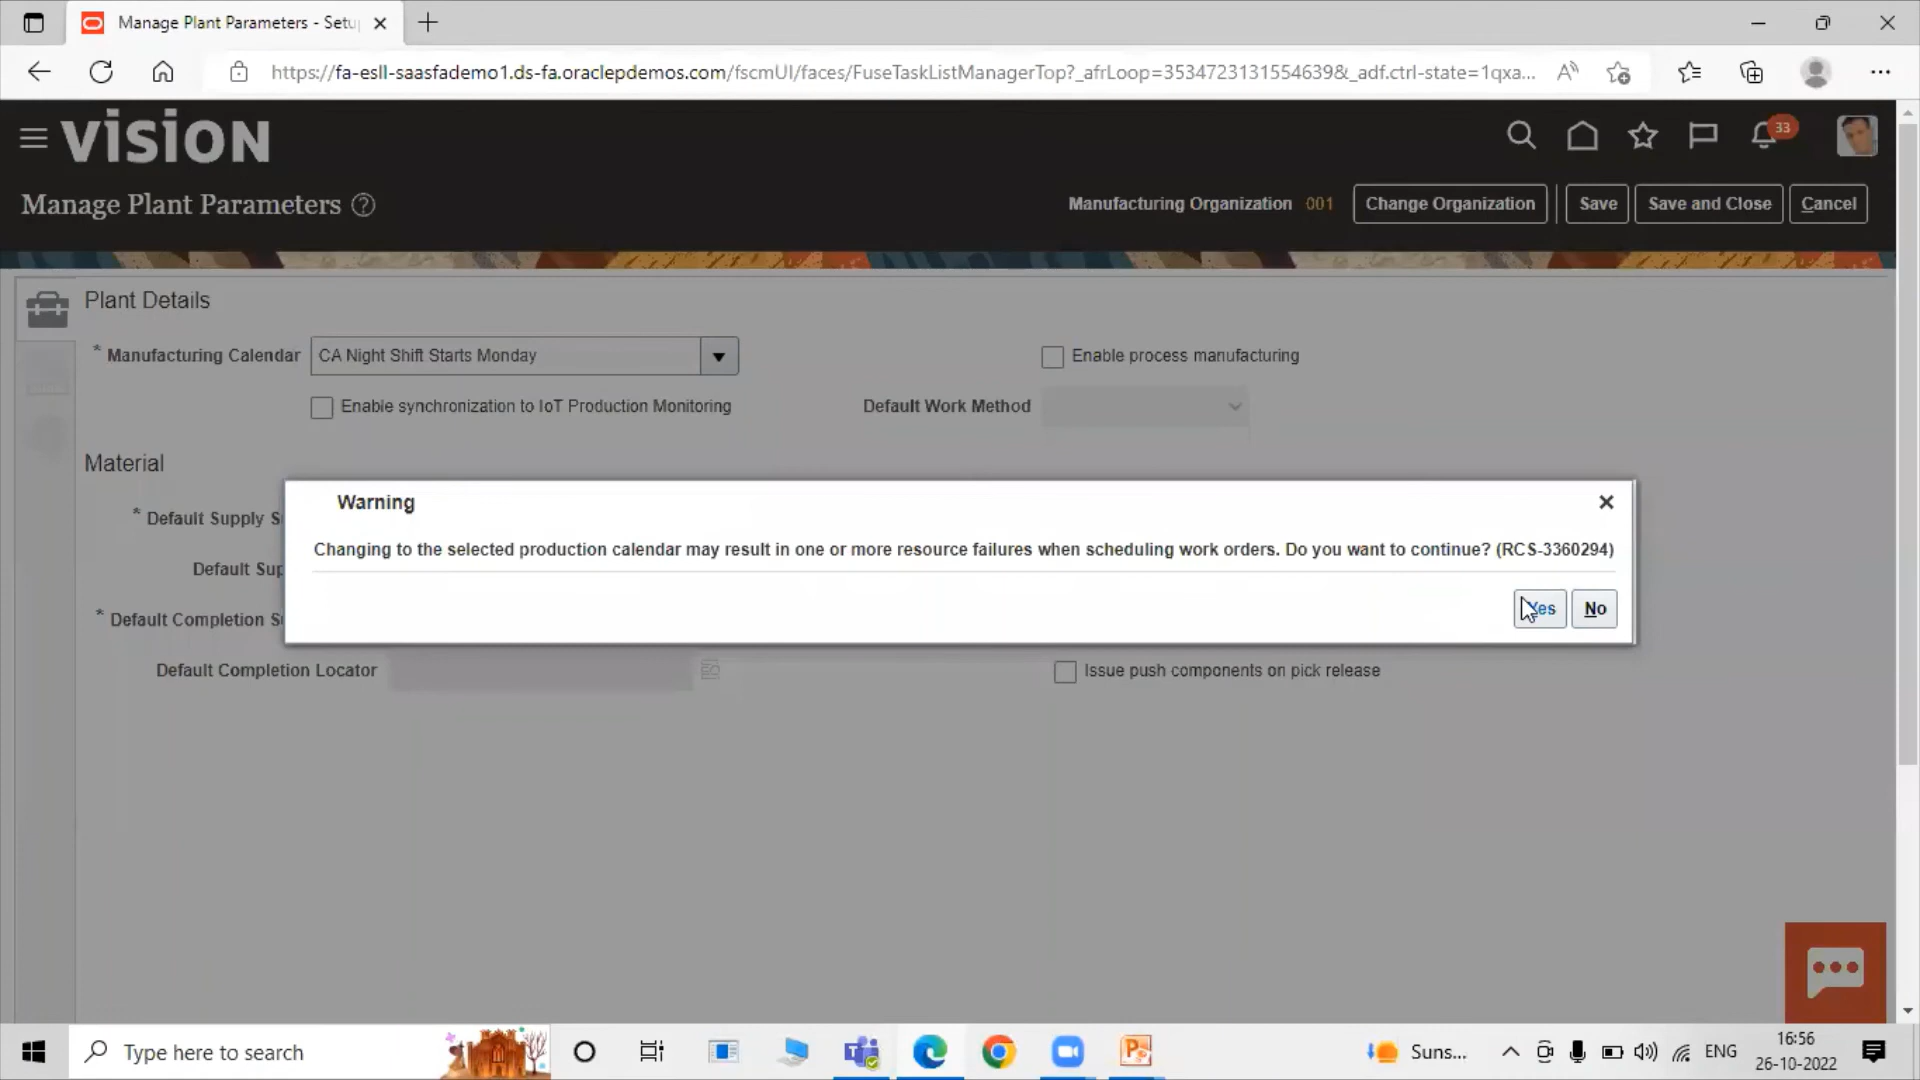 Manage Plant Parameters - Setu
https://fa-esll-saasfademo1.ds-fa.oraclepdemos.com/fscmUI/faces/FuseTaskListManagerTop?_afrLoop=3534723131554639&_adf.ctrl-state=1qxa...
VISION
33
Manage Plant Parameters
Manufacturing Organization 001 Change Organization Save Save and Close Cancel
Plant Details
* Manufacturing Calendar CA Night Shift Starts Monday
Enable process manufacturing
Enable synchronization to IoT Production Monitoring
Default Work Method
Material
* Default Supply S
Default Sup
* Default Completion S
Warning
Changing to the selected production calendar may result in one or more resource failures when scheduling work orders. Do you want to continue? (RCS-3360294)
Yes No
Default Completion Locator
Issue push components on pick release
Type here to search
Suns...
ENG
16:56
26-10-2022